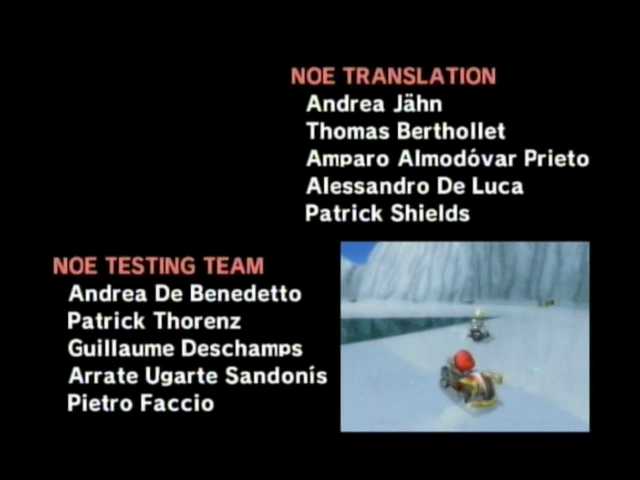 NOE TRANSLATION
Andrea Jähn
Thomas Berthollet
Amparo Almodóvar Prieto
Alessandro De Luca
Patrick Shields
NOE TESTING TEAM
Andrea De Benedetto
Patrick Thorenz
Guillaume Deschamps
Arrate Ugarte Sandonís
Pietro Faccio